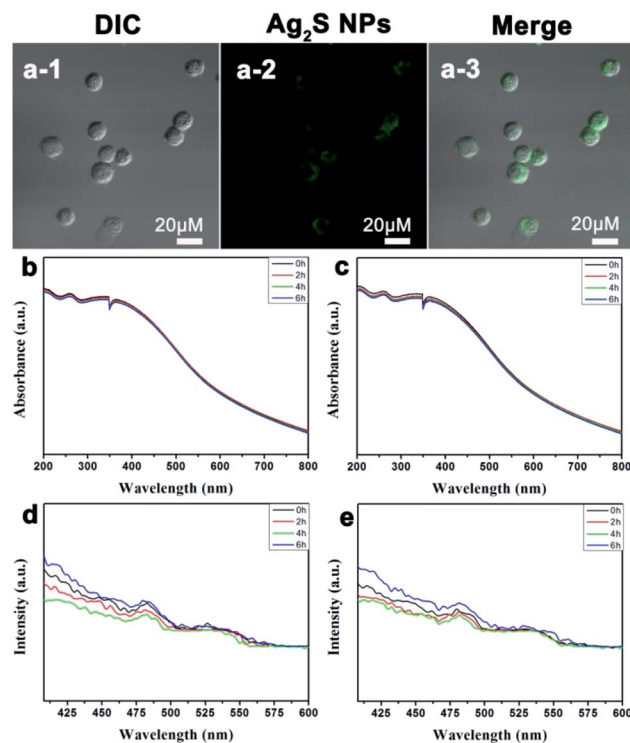 DIC Ag₂S NPs Merge
a-1 a-2 a-3
20μM 20μM 20μM
b c
0h 0h
2h 2h
4h 4h
6h 6h
Absorbance (a.u.) Absorbance (a.u.)
200 300 400 500 600 700 800 200 300 400 500 600 700 800
Wavelength (nm) Wavelength (nm)
d e
0h 0h
2h 2h
4h 4h
6h 6h
Intensity (a.u.) Intensity (a.u.)
425 450 475 500 525 550 575 600 425 450 475 500 525 550 575 600
Wavelength (nm) Wavelength (nm)